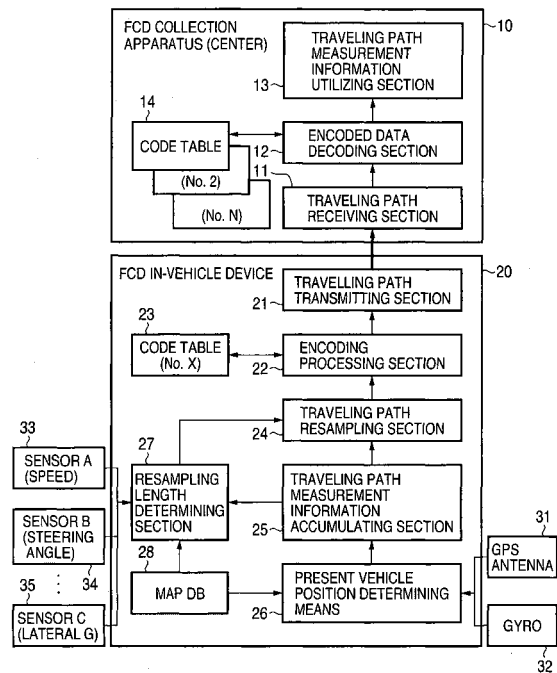 FCD COLLECTION
APPARATUS (CENTER)
10
TRAVELING PATH
MEASUREMENT
INFORMATION
UTILIZING SECTION
13
14
CODE TABLE
(No. 2)
(No. N)
ENCODED DATA
DECODING SECTION
12
11
TRAVELING PATH
RECEIVING SECTION
FCD IN-VEHICLE DEVICE
20
TRAVELLING PATH
TRANSMITTING SECTION
21
23
CODE TABLE
(No. X)
ENCODING
PROCESSING SECTION
22
TRAVELING PATH
RESAMPLING SECTION
24
33
SENSOR A
(SPEED)
27
RESAMPLING
LENGTH
DETERMINING
SECTION
TRAVELING PATH
MEASUREMENT
INFORMATION
ACCUMULATING SECTION
25
SENSOR B
(STEERING
ANGLE)
34
28
MAP DB
PRESENT VEHICLE
POSITION DETERMINING
MEANS
26
31
GPS
ANTENNA
35
SENSOR C
(LATERAL G)
GYRO
32